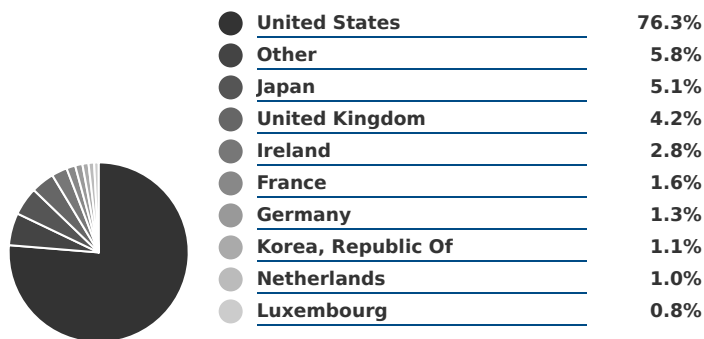 United States 76.3%
Other 5.8%
Japan 5.1%
United Kingdom 4.2%
Ireland 2.8%
France 1.6%
Germany 1.3%
Korea, Republic Of 1.1%
Netherlands 1.0%
Luxembourg 0.8%